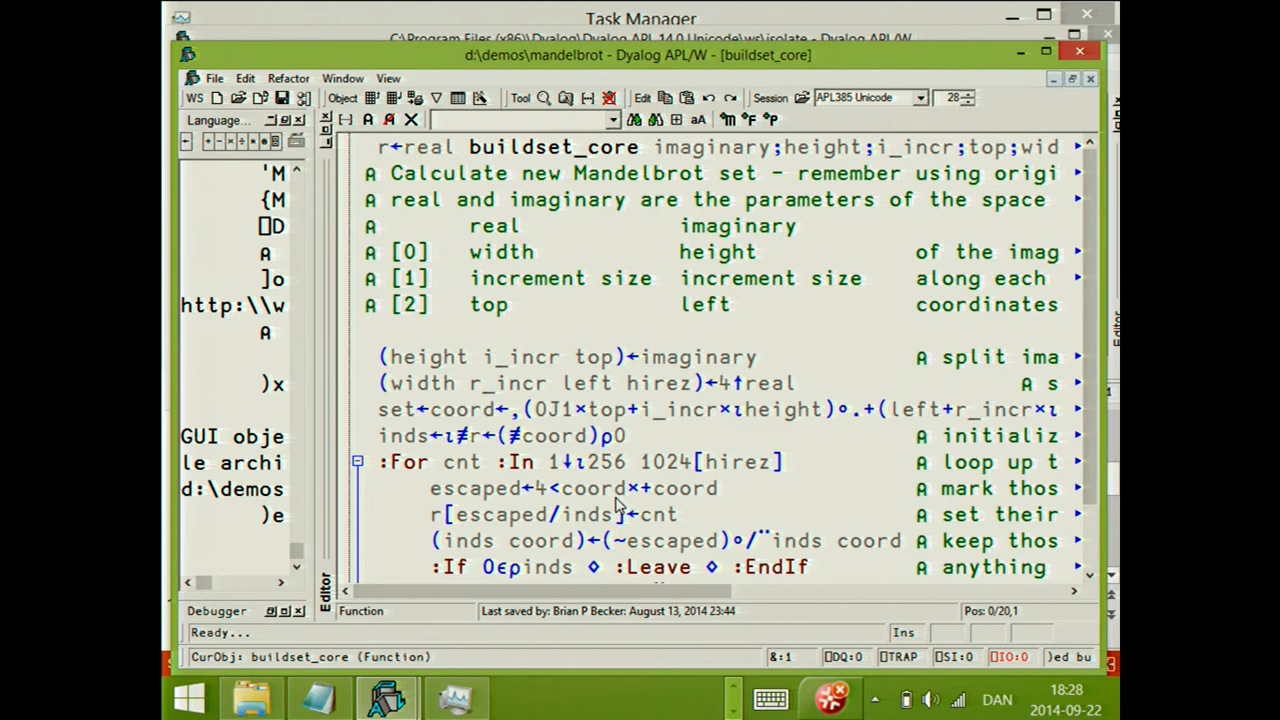 Task Manager
C:\Program Files (x86)\Dyalog\Dyalog APL 14.0 Unicode\ws\isolate - Dyalog APL/W
d:\demos\mandelbrot - Dyalog APL/W - [buildset_core]
File Edit Refactor Window View
WS Object Tool Edit Session APL385 Unicode 28
Language...
r←real buildset_core imaginary;height;i_incr;top;wid
⍝ Calculate new Mandelbrot set - remember using origi
⍝ real and imaginary are the parameters of the space
⍝ real imaginary
⍝ [0] width height of the imag
⍝ [1] increment size increment size along each
⍝ [2] top left coordinates
(height i_incr top)←imaginary ⍝ split ima
(width r_incr left hirez)←4↑real ⍝ s
set←coord←,(0J1×top+i_incr×⍳height)∘.+(left+r_incr×⍳
inds←⍳≢r←(≢coord)⍴0 ⍝ initializ
:For cnt :In 1↓⍳256 1024[hirez] ⍝ loop up t
escaped←4<coord×+coord ⍝ mark thos
r[escaped/inds]←cnt ⍝ set their
(inds coord)←(~escaped)∘/¨inds coord ⍝ keep thos
:If 0∊⍴inds ⋄ :Leave ⋄ :EndIf ⍝ anything
'M
{M
⎕D
⍝
]o
http:\\w
⍝
)x
GUI obje
le archi
d:\demos
)e
Editor
Debugger
Function Last saved by: Brian P Becker: August 13, 2014 23:44 Pos: 0/20,1
Ready... Ins
CurObj: buildset_core (Function) &:1 ⎕DQ:0 ⎕TRAP ⎕SI:0 ⎕IO:0 )ed bu
DAN 18:28
2014-09-22